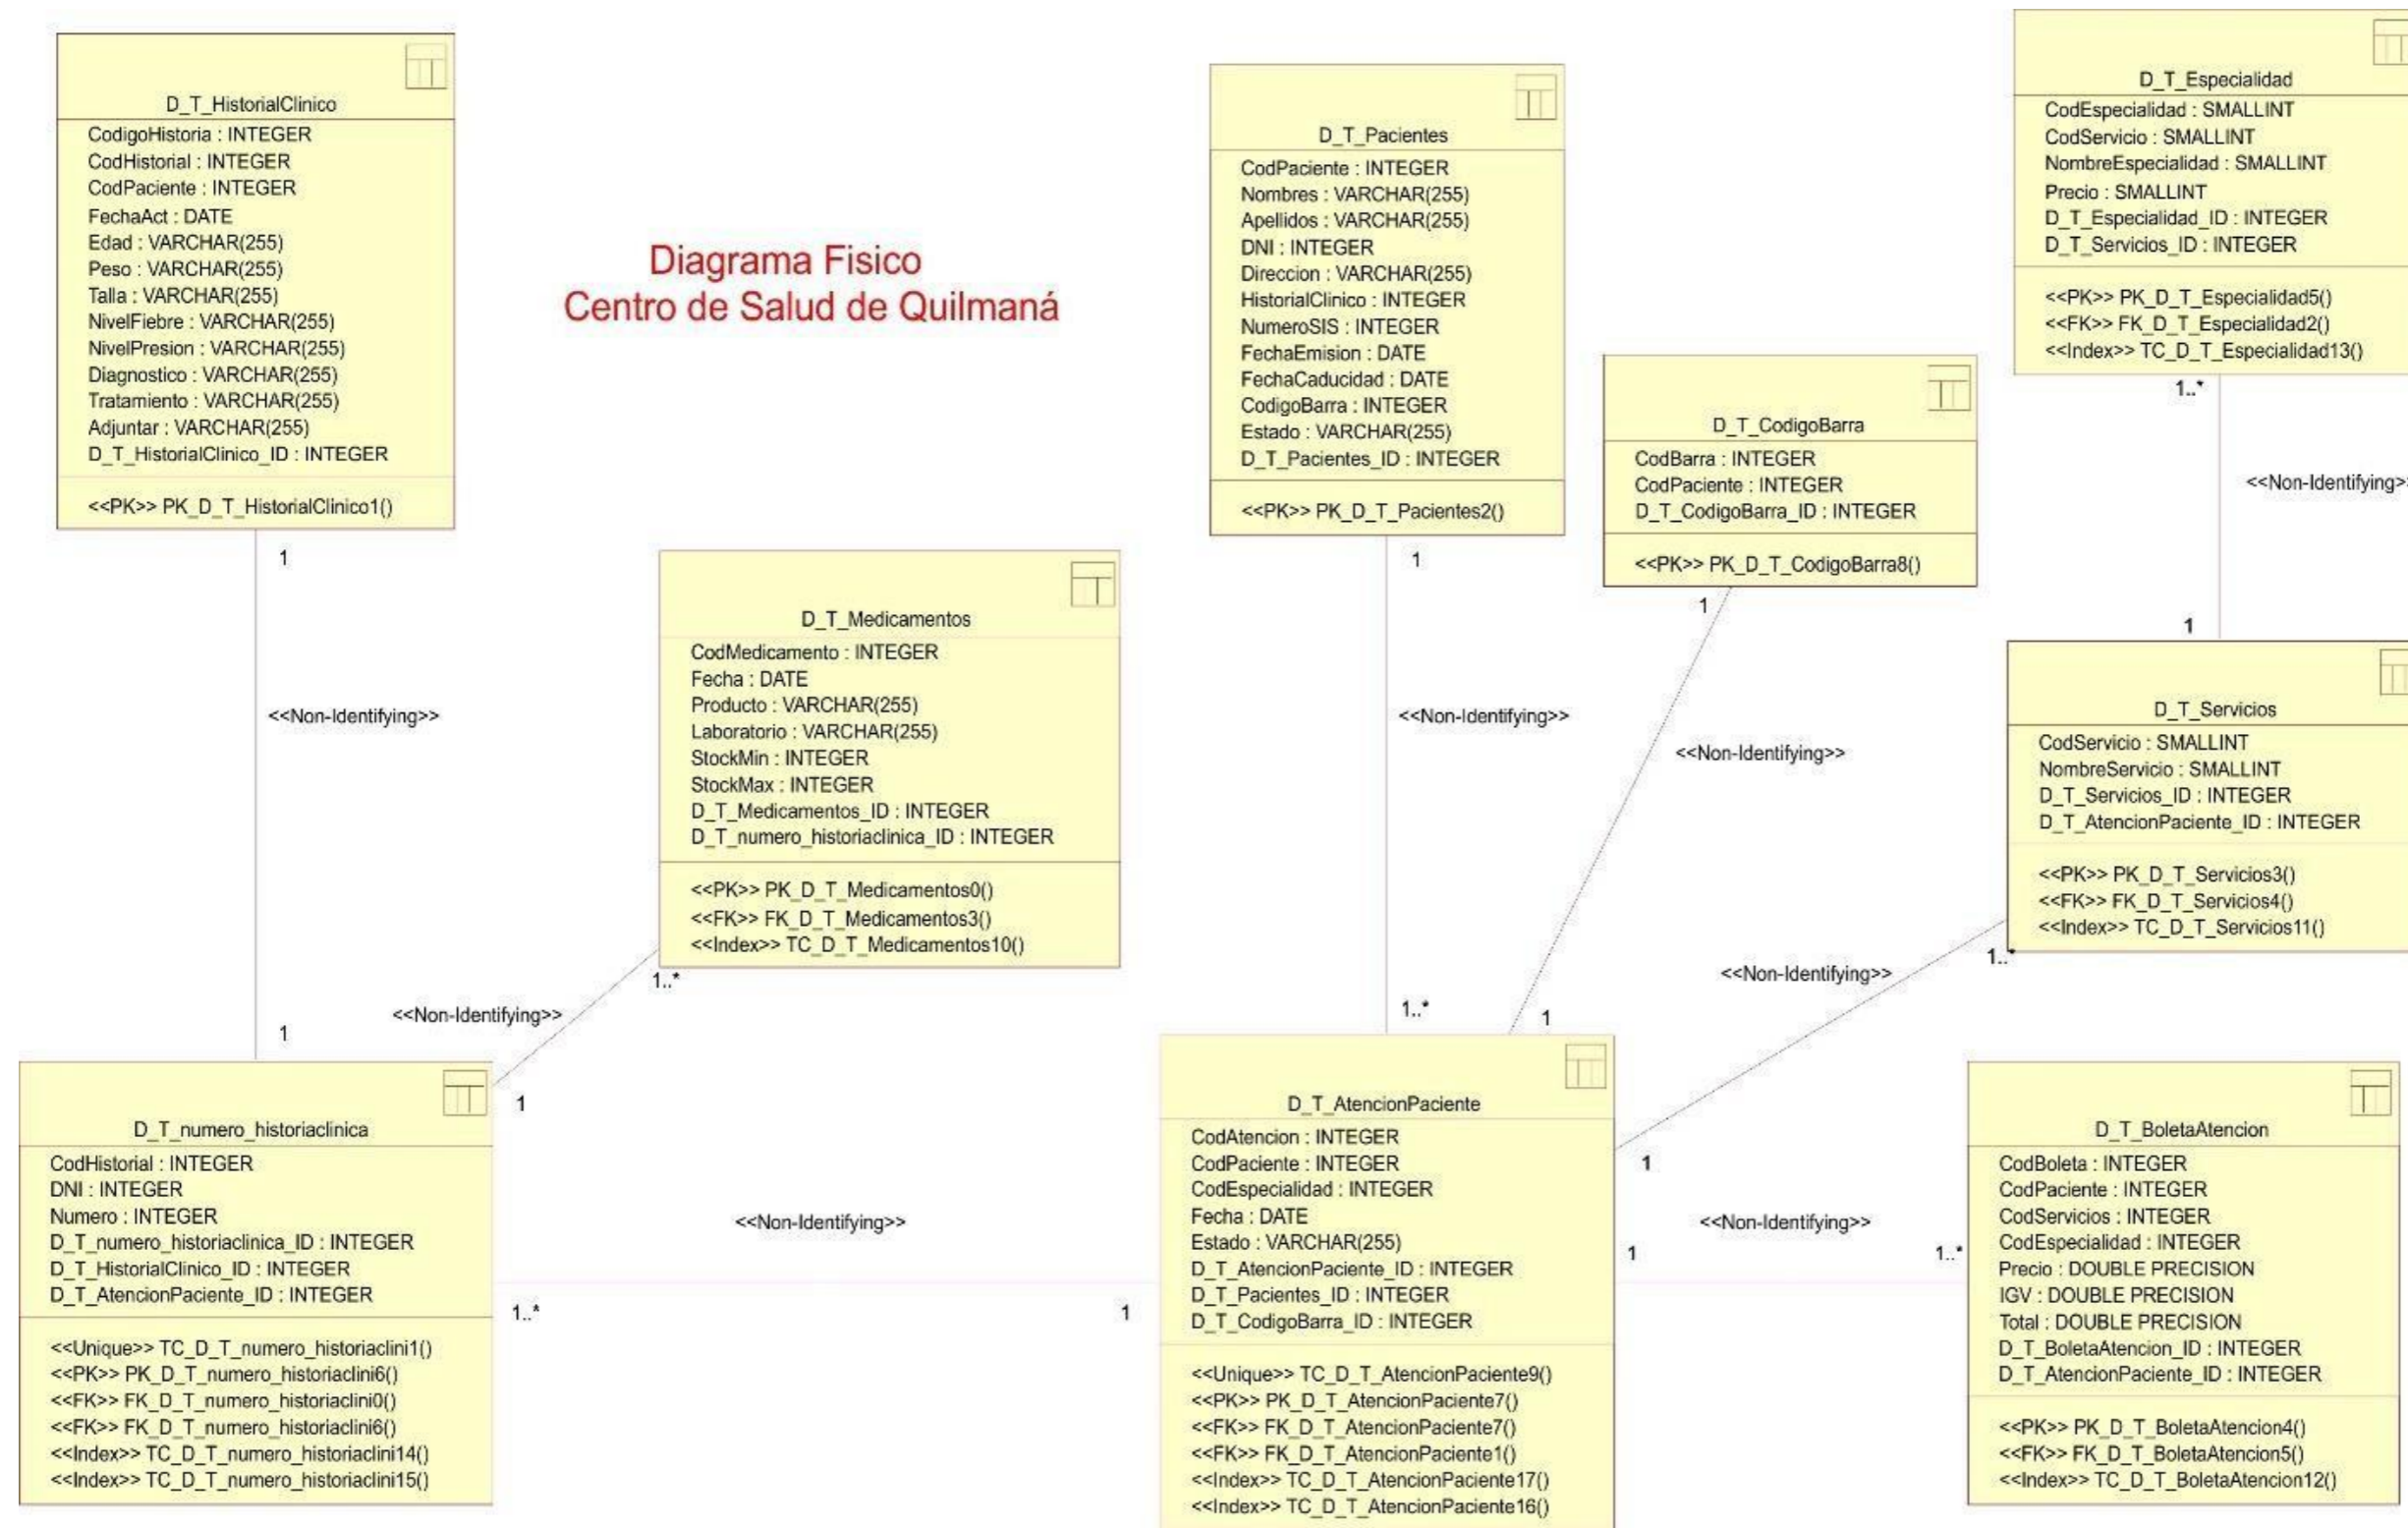 D_T_HistorialClinico
CodigoHistoria : INTEGER
CodHistorial : INTEGER
CodPaciente : INTEGER
FechaAct : DATE
Edad : VARCHAR(255)
Peso : VARCHAR(255)
Talla : VARCHAR(255)
NivelFiebre : VARCHAR(255)
NivelPresion : VARCHAR(255)
Diagnostico : VARCHAR(255)
Tratamiento : VARCHAR(255)
Adjuntar : VARCHAR(255)
D_T_HistorialClinico_ID : INTEGER
<<PK>> PK_D_T_HistorialClinico1()
Diagrama Fisico
Centro de Salud de Quilmaná
D_T_Pacientes
CodPaciente : INTEGER
Nombres : VARCHAR(255)
Apellidos : VARCHAR(255)
DNI : INTEGER
Direccion : VARCHAR(255)
HistorialClinico : INTEGER
NumeroSIS : INTEGER
FechaEmision : DATE
FechaCaducidad : DATE
CodigoBarra : INTEGER
Estado : VARCHAR(255)
D_T_Pacientes_ID : INTEGER
<<PK>> PK_D_T_Pacientes2()
D_T_CodigoBarra
CodBarra : INTEGER
CodPaciente : INTEGER
D_T_CodigoBarra_ID : INTEGER
<<PK>> PK_D_T_CodigoBarra8()
D_T_Especialidad
CodEspecialidad : SMALLINT
CodServicio : SMALLINT
NombreEspecialidad : SMALLINT
Precio : SMALLINT
D_T_Especialidad_ID : INTEGER
D_T_Servicios_ID : INTEGER
<<PK>> PK_D_T_Especialidad5()
<<FK>> FK_D_T_Especialidad2()
<<Index>> TC_D_T_Especialidad13()
1..*
<<Non-Identifying>
1
1
<<Non-Identifying>>
1
D_T_Medicamentos
CodMedicamento : INTEGER
Fecha : DATE
Producto : VARCHAR(255)
Laboratorio : VARCHAR(255)
StockMin : INTEGER
StockMax : INTEGER
D_T_Medicamentos_ID : INTEGER
D_T_numero_historiaclinica_ID : INTEGER
<<PK>> PK_D_T_Medicamentos0()
<<FK>> FK_D_T_Medicamentos3()
<<Index>> TC_D_T_Medicamentos10()
1..*
<<Non-Identifying>>
1
1
<<Non-Identifying>>
1..*
1
<<Non-Identifying>>
1
D_T_Servicios
CodServicio : SMALLINT
NombreServicio : SMALLINT
D_T_Servicios_ID : INTEGER
D_T_AtencionPaciente_ID : INTEGER
<<PK>> PK_D_T_Servicios3()
<<FK>> FK_D_T_Servicios4()
<<Index>> TC_D_T_Servicios11()
1..*
<<Non-Identifying>>
1
D_T_numero_historiaclinica
CodHistorial : INTEGER
DNI : INTEGER
Numero : INTEGER
D_T_numero_historiaclinica_ID : INTEGER
D_T_HistorialClinico_ID : INTEGER
D_T_AtencionPaciente_ID : INTEGER
<<Unique>> TC_D_T_numero_historiaclini1()
<<PK>> PK_D_T_numero_historiaclini6()
<<FK>> FK_D_T_numero_historiaclini0()
<<FK>> FK_D_T_numero_historiaclini6()
<<Index>> TC_D_T_numero_historiaclini14()
<<Index>> TC_D_T_numero_historiaclini15()
<<Non-Identifying>>
1..*
1
D_T_AtencionPaciente
CodAtencion : INTEGER
CodPaciente : INTEGER
CodEspecialidad : INTEGER
Fecha : DATE
Estado : VARCHAR(255)
D_T_AtencionPaciente_ID : INTEGER
D_T_Pacientes_ID : INTEGER
D_T_CodigoBarra_ID : INTEGER
<<Unique>> TC_D_T_AtencionPaciente9()
<<PK>> PK_D_T_AtencionPaciente7()
<<FK>> FK_D_T_AtencionPaciente7()
<<FK>> FK_D_T_AtencionPaciente1()
<<Index>> TC_D_T_AtencionPaciente17()
<<Index>> TC_D_T_AtencionPaciente16()
<<Non-Identifying>>
1
1..*
D_T_BoletaAtencion
CodBoleta : INTEGER
CodPaciente : INTEGER
CodServicios : INTEGER
CodEspecialidad : INTEGER
Precio : DOUBLE PRECISION
IGV : DOUBLE PRECISION
Total : DOUBLE PRECISION
D_T_BoletaAtencion_ID : INTEGER
D_T_AtencionPaciente_ID : INTEGER
<<PK>> PK_D_T_BoletaAtencion4()
<<FK>> FK_D_T_BoletaAtencion5()
<<Index>> TC_D_T_BoletaAtencion12()